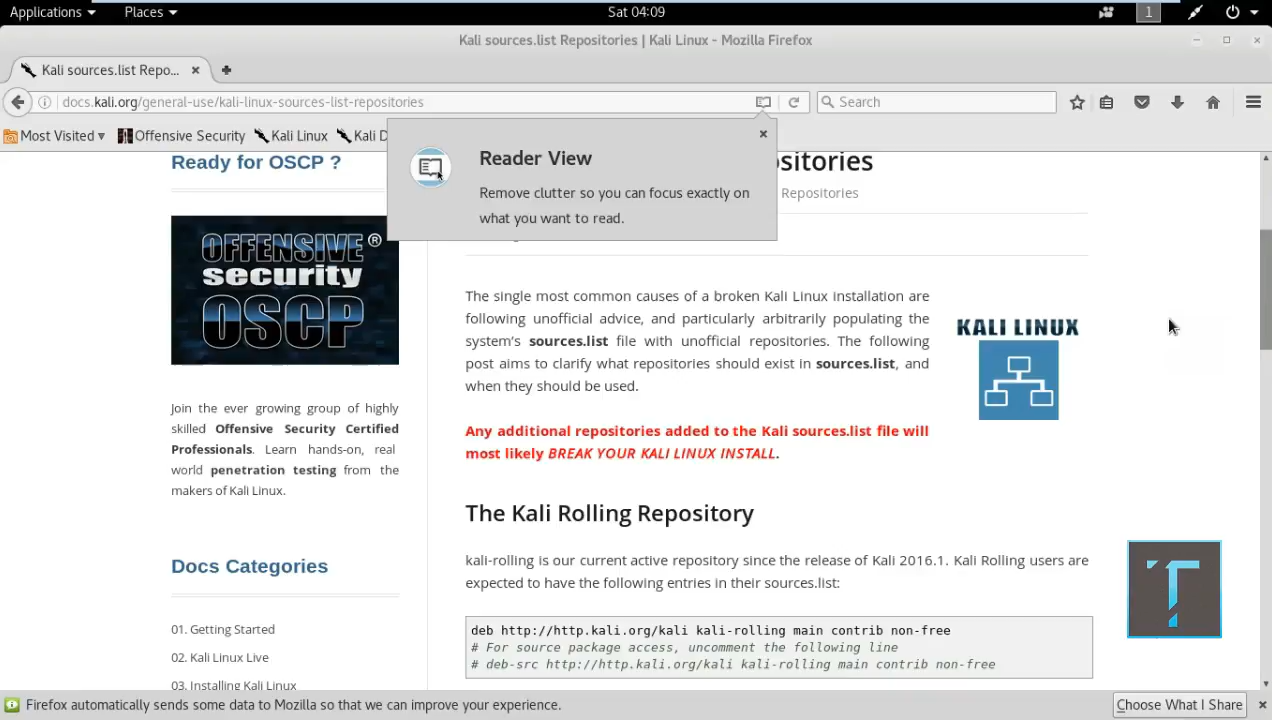 Applications Places Sat 04:09 1
Kali sources.list Repositories | Kali Linux - Mozilla Firefox
Kali sources.list Repo...
docs.kali.org/general-use/kali-linux-sources-list-repositories Search
Most Visited Offensive Security Kali Linux Kali D
Reader View
Remove clutter so you can focus exactly on
what you want to read.
Ready for OSCP ?
OFFENSIVE®
security
OSCP
Join the ever growing group of highly
skilled Offensive Security Certified
Professionals. Learn hands-on, real
world penetration testing from the
makers of Kali Linux.
Docs Categories
01. Getting Started
02. Kali Linux Live
03. Installing Kali Linux
ositories
Repositories
The single most common causes of a broken Kali Linux installation are
following unofficial advice, and particularly arbitrarily populating the
system's sources.list file with unofficial repositories. The following
post aims to clarify what repositories should exist in sources.list, and
when they should be used.
KALI LINUX
Any additional repositories added to the Kali sources.list file will
most likely BREAK YOUR KALI LINUX INSTALL.
The Kali Rolling Repository
kali-rolling is our current active repository since the release of Kali 2016.1. Kali Rolling users are
expected to have the following entries in their sources.list:
deb http://http.kali.org/kali kali-rolling main contrib non-free
# For source package access, uncomment the following line
# deb-src http://http.kali.org/kali kali-rolling main contrib non-free
T
Firefox automatically sends some data to Mozilla so that we can improve your experience.
Choose What I Share